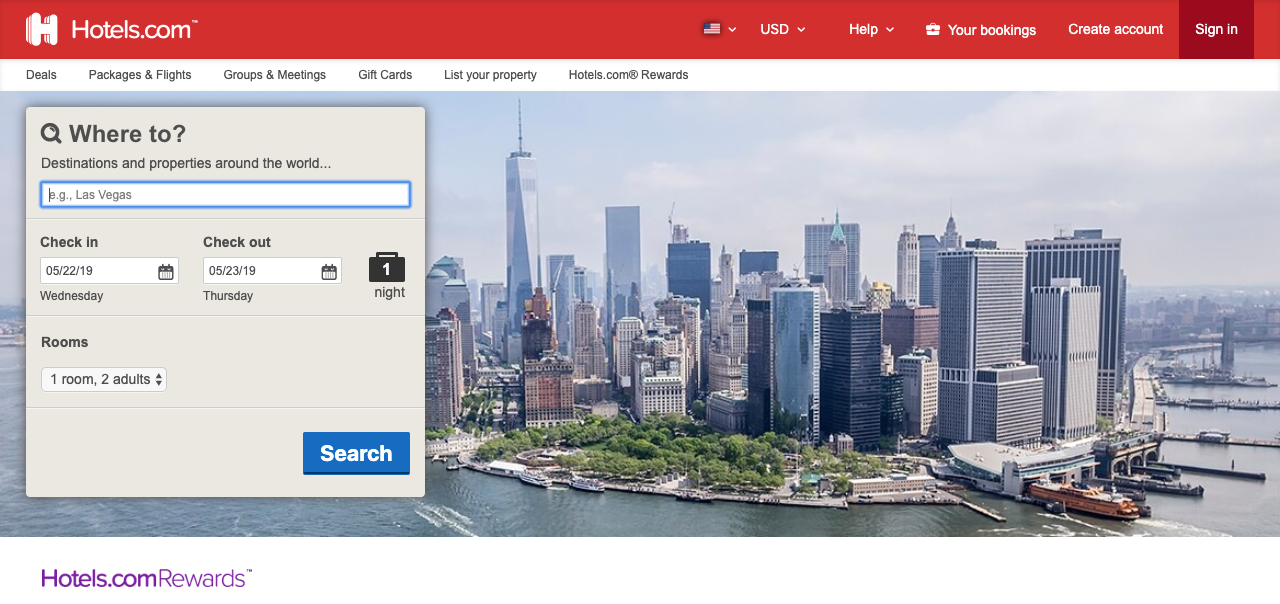 Hotels.com™
USD
Help
Your bookings
Create account
Sign in
Deals
Packages & Flights
Groups & Meetings
Gift Cards
List your property
Hotels.com® Rewards
Where to?
Destinations and properties around the world...
e.g., Las Vegas
Check in
Check out
05/22/19
05/23/19
1
Wednesday
Thursday
night
Rooms
1 room, 2 adults
Search
Hotels.com Rewards™